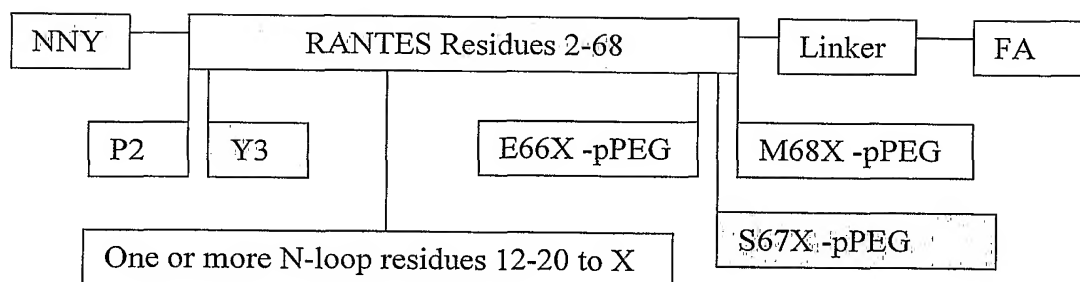 NNY
RANTES Residues 2-68
Linker
FA
P2
Y3
E66X -pPEG
M68X -pPEG
S67X -pPEG
One or more N-loop residues 12-20 to X